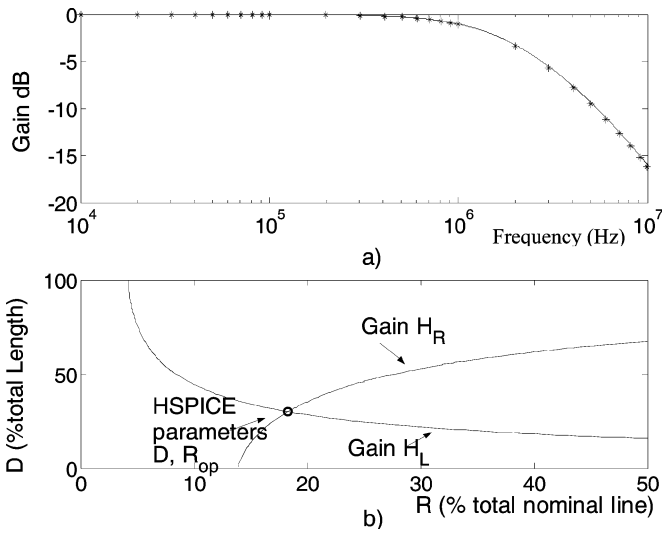 0
-5
-10
-15
-20
Gain dB
10^4
10^5
10^6
10^7
Frequency (Hz)
a)
100
50
0
D (%total Length)
Gain H_R
HSPICE
parameters
D, R_op
Gain H_L
0
10
20
30
40
50
R (% total nominal line)
b)